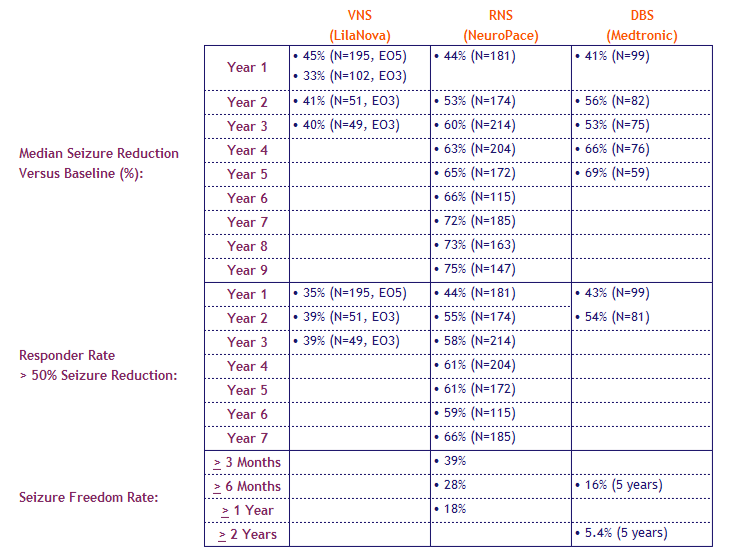 VNS RNS DBS
(LilaNova) (NeuroPace) (Medtronic)
Year 1 • 45% (N=195, EO5) • 44% (N=181) • 41% (N=99)
• 33% (N=102, EO3)
Year 2 • 41% (N=51, EO3) • 53% (N=174) • 56% (N=82)
Year 3 • 40% (N=49, EO3) • 60% (N=214) • 53% (N=75)
Median Seizure Reduction
Versus Baseline (%):
Year 4 • 63% (N=204) • 66% (N=76)
Year 5 • 65% (N=172) • 69% (N=59)
Year 6 • 66% (N=115)
Year 7 • 72% (N=185)
Year 8 • 73% (N=163)
Year 9 • 75% (N=147)
Year 1 • 35% (N=195, EO5) • 44% (N=181) • 43% (N=99)
Year 2 • 39% (N=51, EO3) • 55% (N=174) • 54% (N=81)
Year 3 • 39% (N=49, EO3) • 58% (N=214)
Responder Rate
> 50% Seizure Reduction:
Year 4 • 61% (N=204)
Year 5 • 61% (N=172)
Year 6 • 59% (N=115)
Year 7 • 66% (N=185)
≥ 3 Months • 39%
Seizure Freedom Rate:
≥ 6 Months • 28% • 16% (5 years)
≥ 1 Year • 18%
≥ 2 Years • 5.4% (5 years)